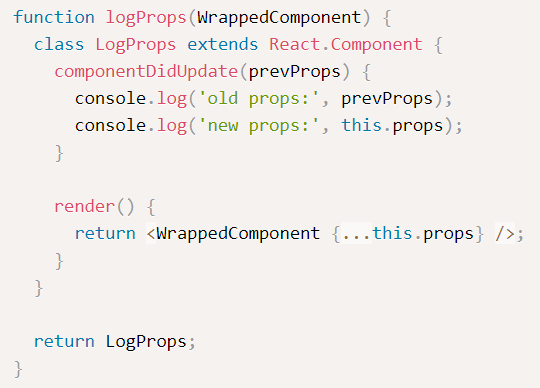 function logProps(WrappedComponent) {
  class LogProps extends React.Component {
    componentDidUpdate(prevProps) {
      console.log('old props:', prevProps);
      console.log('new props:', this.props);
    }

    render() {
      return <WrappedComponent {...this.props} />;
    }
  }

  return LogProps;
}